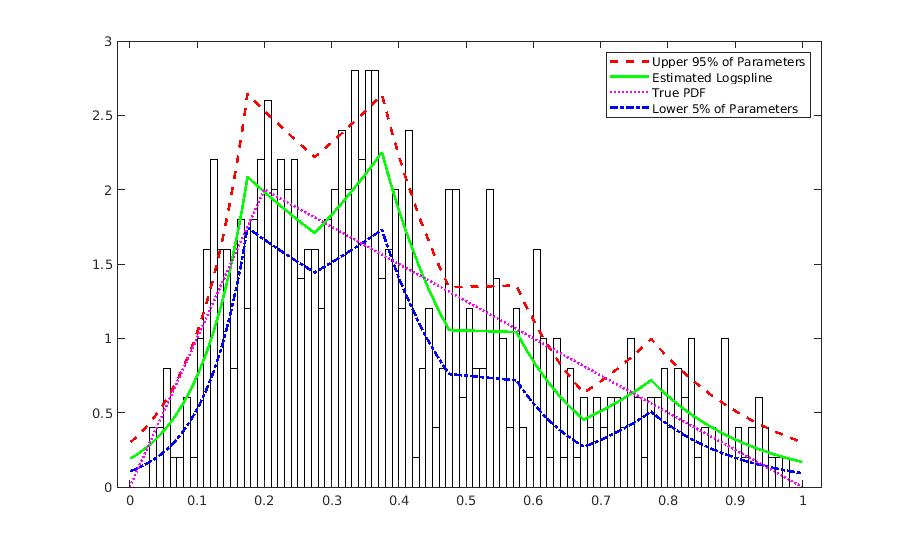 3
Upper 95% of Parameters
Estimated Logspline
True PDF
Lower 5% of Parameters
2.5
2
1.5
1
0.5
0
0 0.1 0.2 0.3 0.4 0.5 0.6 0.7 0.8 0.9 1